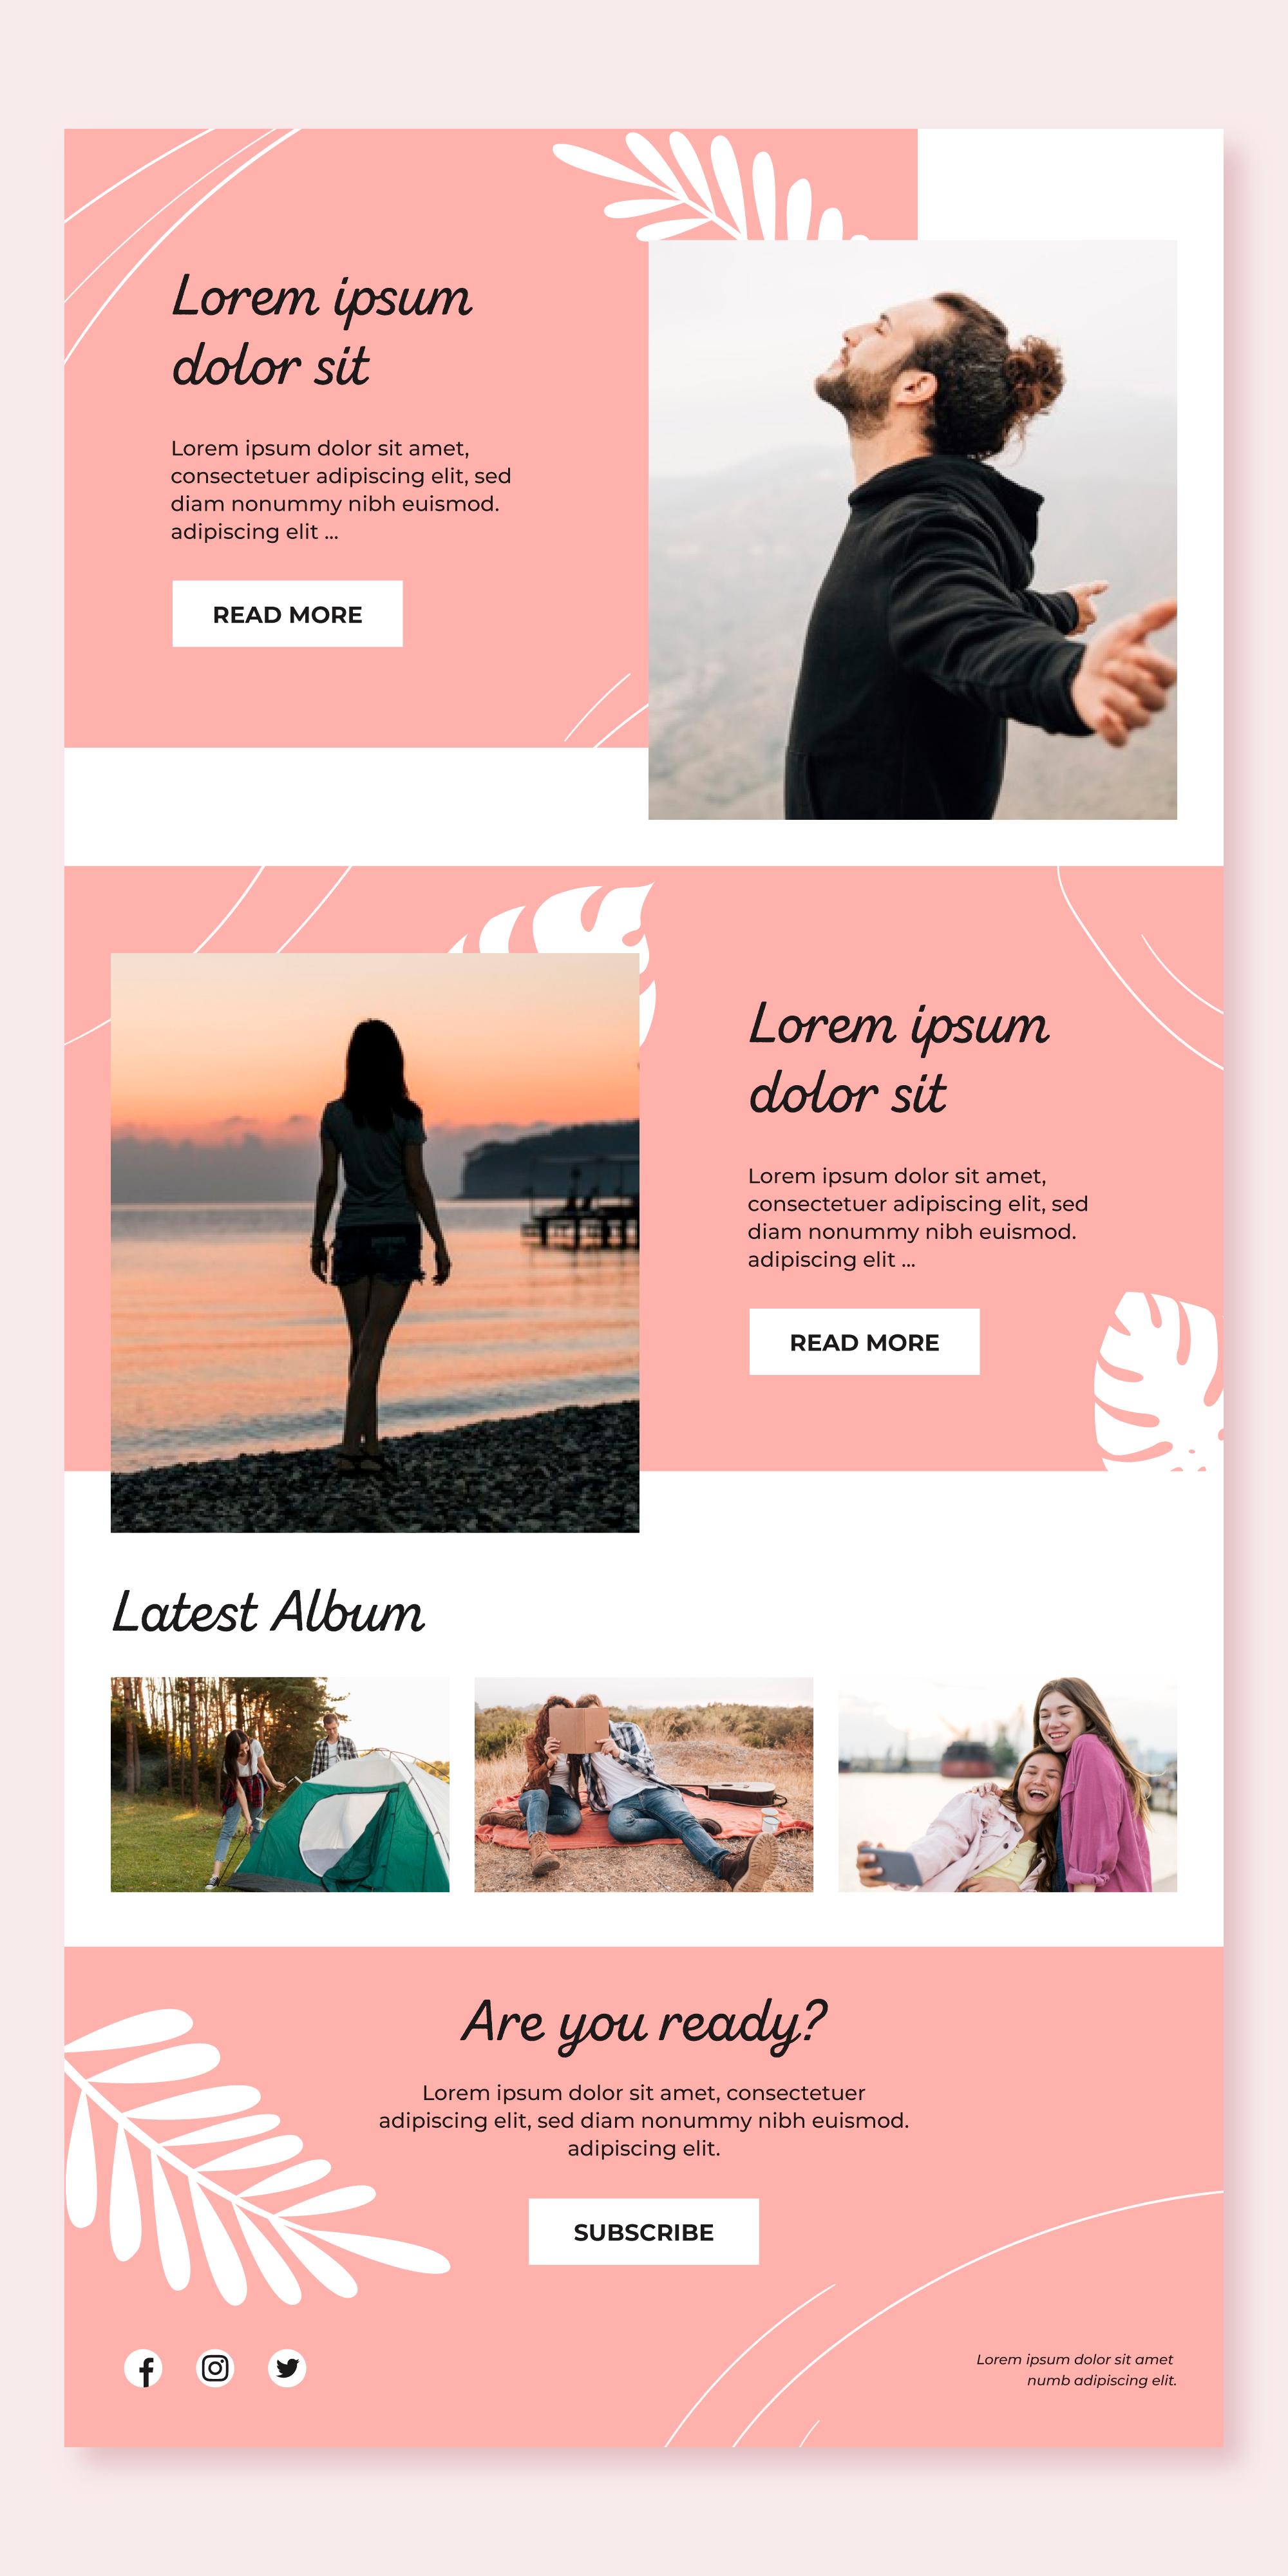 Lorem ipsum
dolor sit
Lorem ipsum dolor sit amet,
consectetuer adipiscing elit, sed
diam nonummy nibh euismod.
adipiscing elit ...
READ MORE
Lorem ipsum
dolor sit
Lorem ipsum dolor sit amet,
consectetuer adipiscing elit, sed
diam nonummy nibh euismod.
adipiscing elit ...
READ MORE
Latest Album
Are you ready?
Lorem ipsum dolor sit amet, consectetuer
adipiscing elit, sed diam nonummy nibh euismod.
adipiscing elit.
SUBSCRIBE
Lorem ipsum dolor sit amet
numb adipiscing elit.